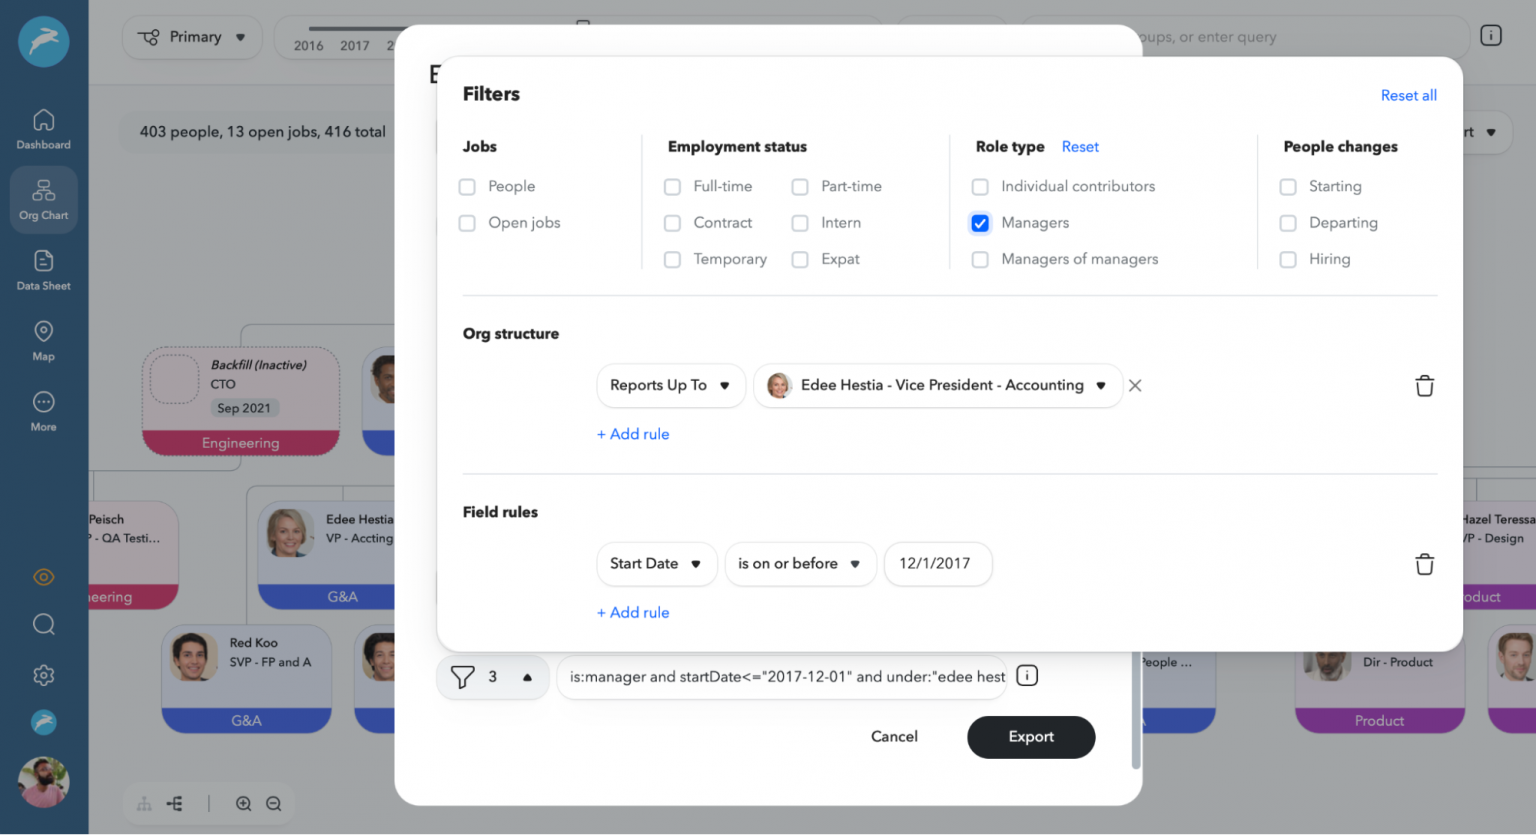 Primary
2016 2017
oups, or enter query
403 people, 13 open jobs, 416 total
rt
Dashboard
Org Chart
Data Sheet
Map
More
Filters
Reset all
Jobs
People
Open jobs
Employment status
Full-time
Part-time
Contract
Intern
Temporary
Expat
Role type Reset
Individual contributors
Managers
Managers of managers
People changes
Starting
Departing
Hiring
Org structure
Reports Up To
Edee Hestia - Vice President - Accounting
+ Add rule
Field rules
Start Date
is on or before
12/1/2017
+ Add rule
3
is:manager and startDate<="2017-12-01" and under:"edee hest
Cancel
Export
Backfill (Inactive)
CTO
Sep 2021
Engineering
Peisch
P - QA Testi...
neering
Edee Hestia
VP - Accting
G&A
Red Koo
SVP - FP and A
G&A
Hazel Teressa
VP - Design
oduct
People ...
Dir - Product
Product